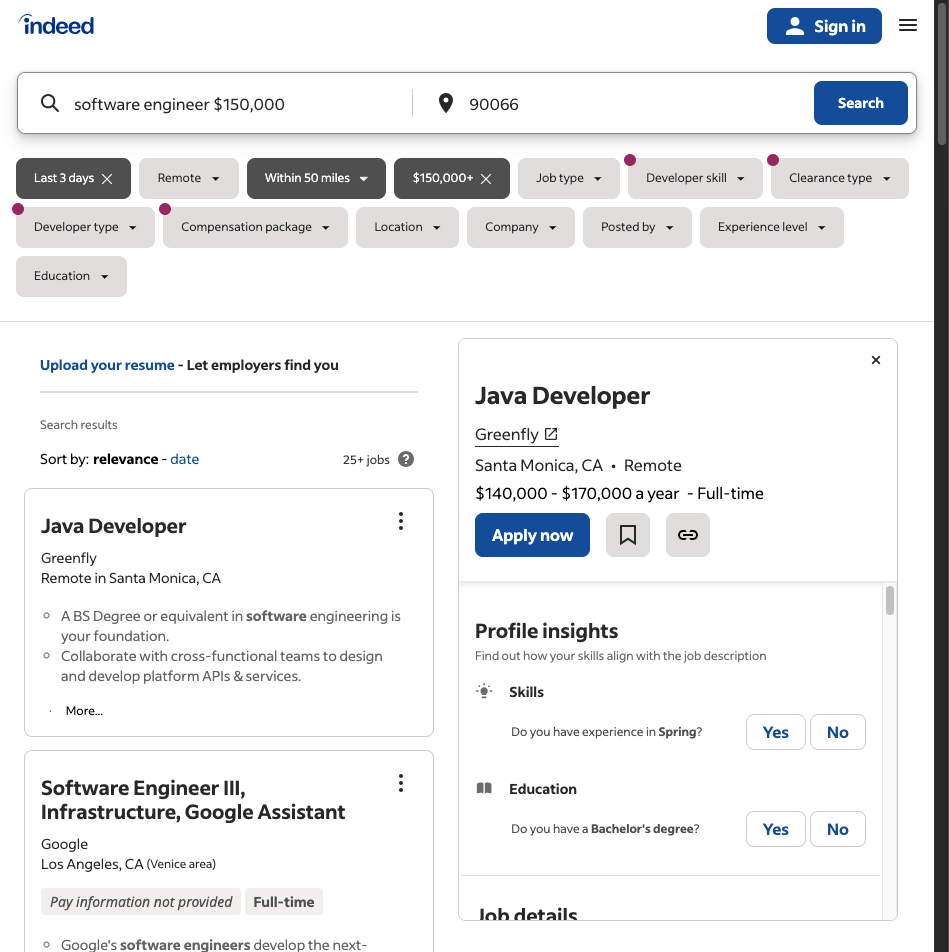 indeed
Sign in
software engineer $150,000
90066
Search
Last 3 days
Remote
Within 50 miles
$150,000+
Job type
Developer skill
Clearance type
Developer type
Compensation package
Location
Company
Posted by
Experience level
Education
Upload your resume - Let employers find you
Search results
Sort by: relevance - date
25+ jobs ?
Java Developer
Greenfly
Remote in Santa Monica, CA
A BS Degree or equivalent in software engineering is
your foundation.
Collaborate with cross-functional teams to design
and develop platform APIs & services.
More...
Software Engineer III,
Infrastructure, Google Assistant
Google
Los Angeles, CA (Venice area)
Pay information not provided
Full-time
Google's software engineers develop the next-
Java Developer
Greenfly
Santa Monica, CA • Remote
$140,000 - $170,000 a year - Full-time
Apply now
Profile insights
Find out how your skills align with the job description
Skills
Do you have experience in Spring?
Yes
No
Education
Do you have a Bachelor's degree?
Yes
No
Job details